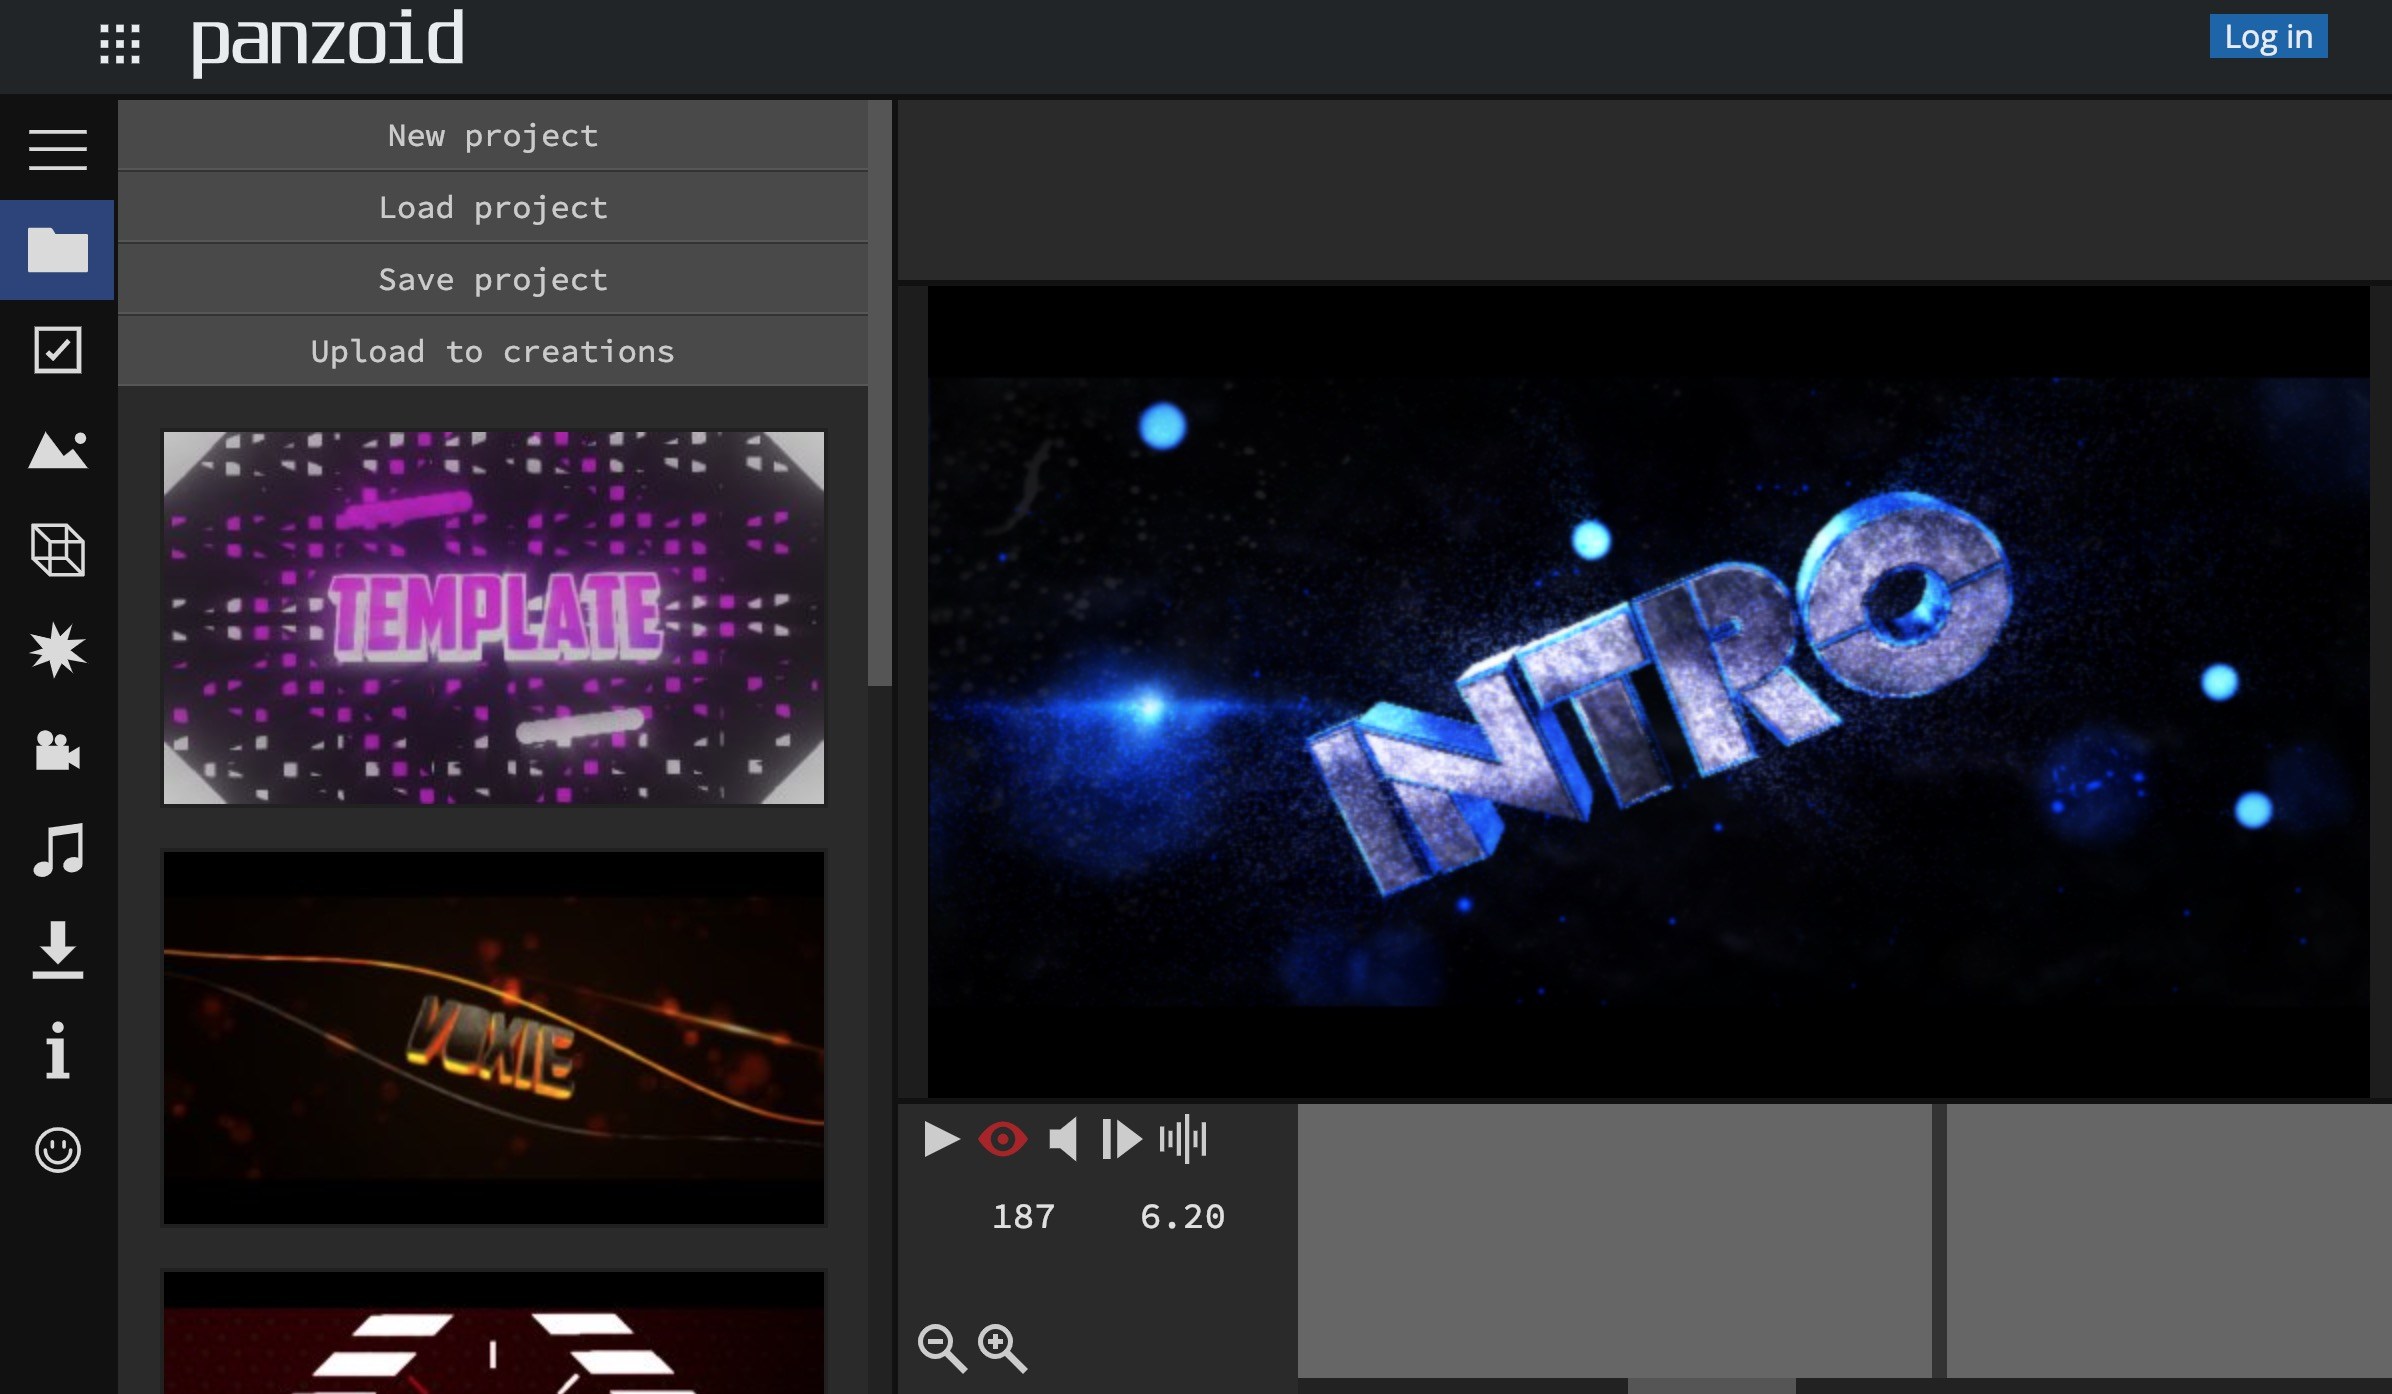 panzoid
Log in
New project
Load project
Save project
Upload to creations
TEMPLATE
VOXIE
INTRO
187 6.20